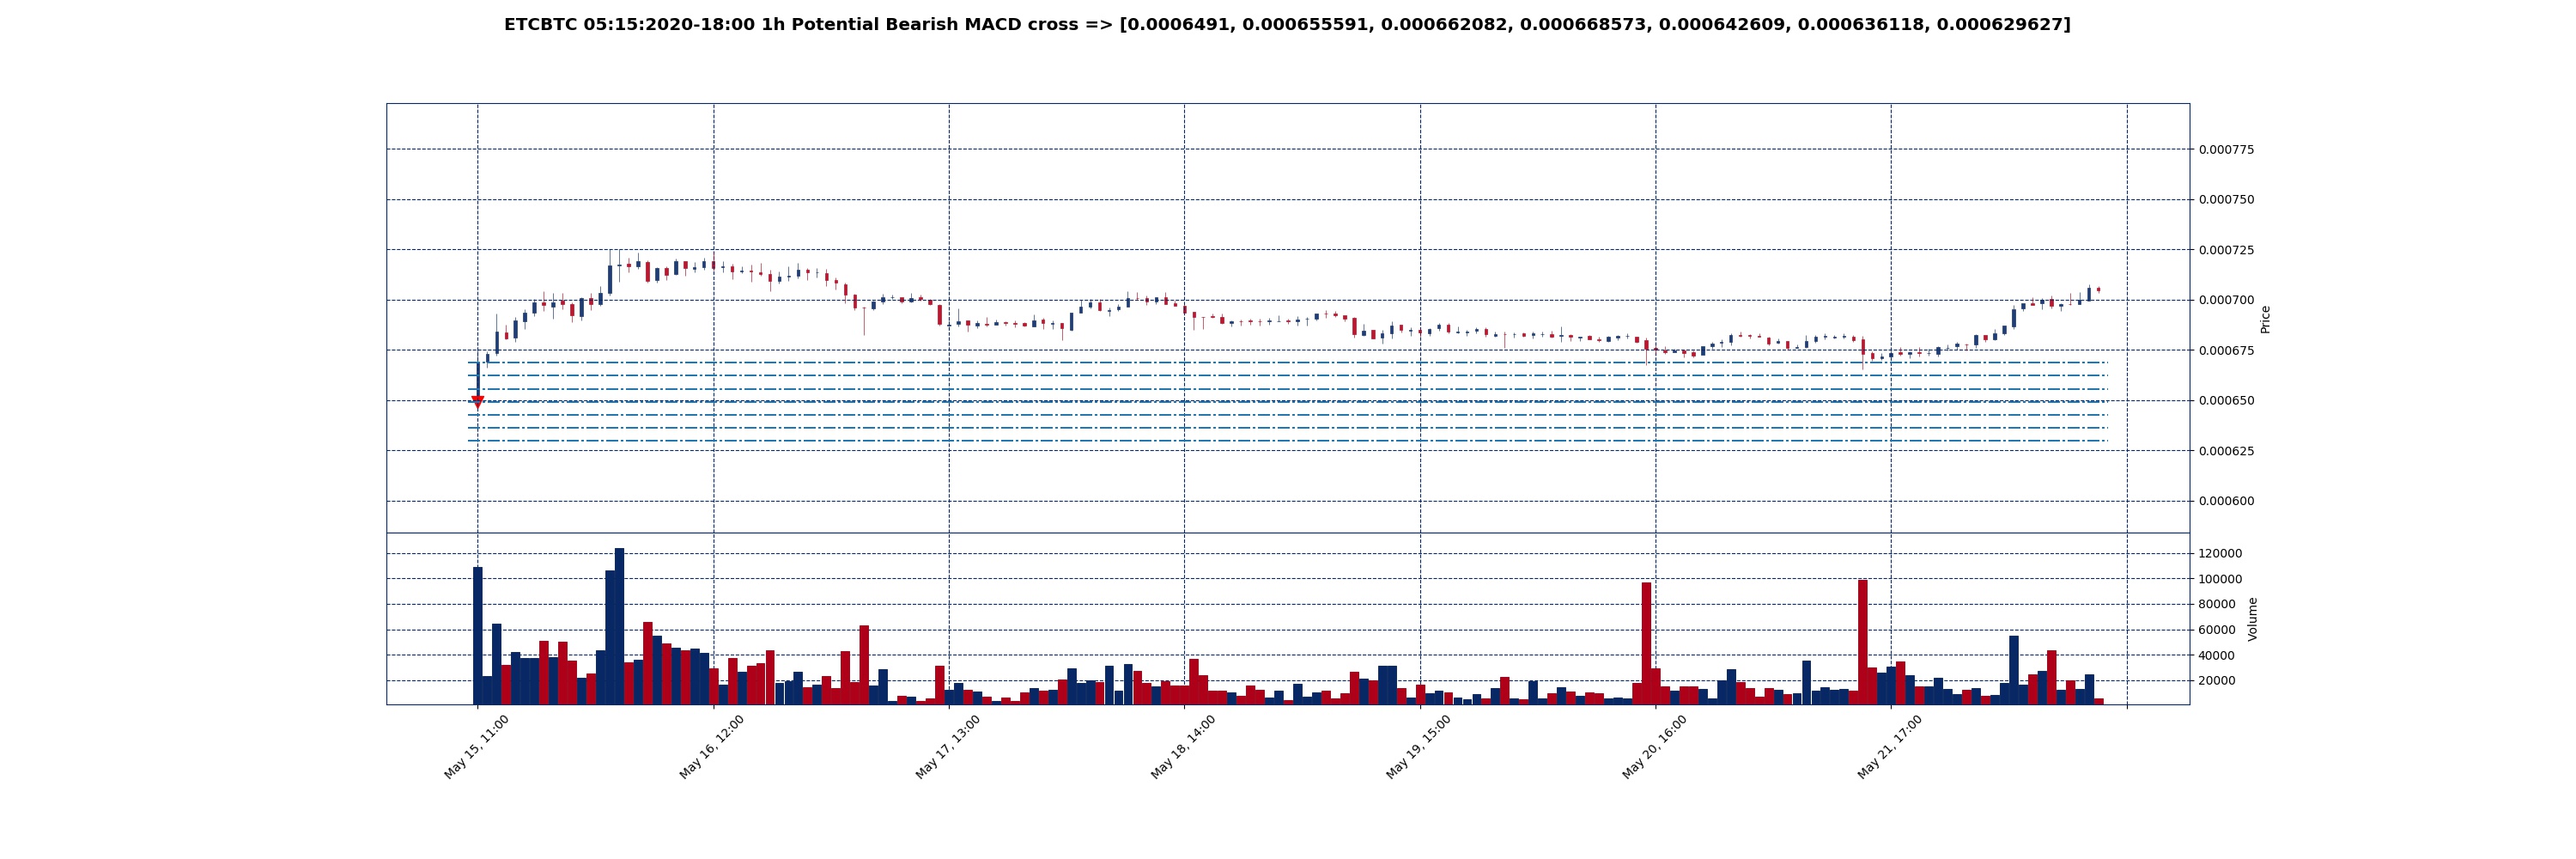 ETCBTC 05:15:2020-18:00 1h Potential Bearish MACD cross => [0.0006491, 0.000655591, 0.000662082, 0.000668573, 0.000642609, 0.000636118, 0.000629627]
0.000775
0.000750
0.000725
0.000700
0.000675
0.000650
0.000625
0.000600
Price
120000
100000
80000
60000
40000
20000
Volume
May 15, 11:00
May 16, 12:00
May 17, 13:00
May 18, 14:00
May 19, 15:00
May 20, 16:00
May 21, 17:00